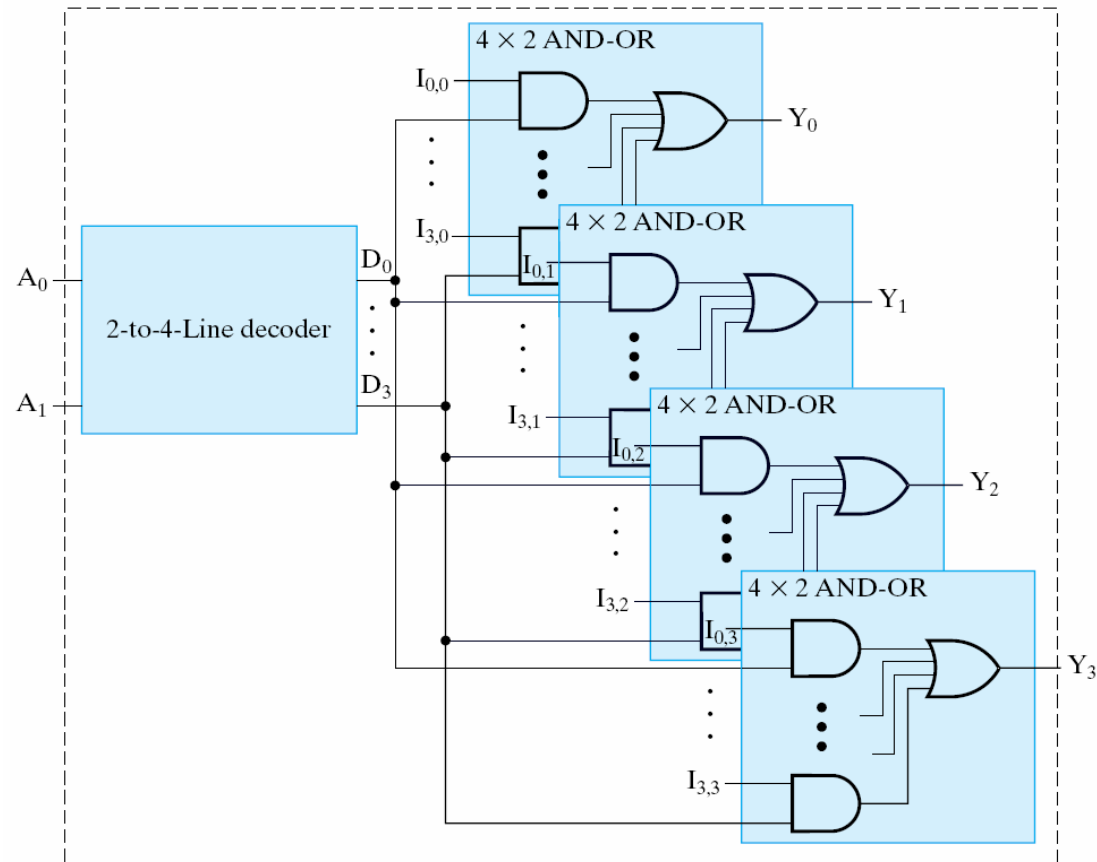 4 × 2 AND-OR
I₀,₀
Y₀
I₃,₀
4 × 2 AND-OR
D₀
I₀,₁
A₀
Y₁
2-to-4-Line decoder
D₃
A₁
4 × 2 AND-OR
I₃,₁
I₀,₂
Y₂
4 × 2 AND-OR
I₃,₂
I₀,₃
Y₃
I₃,₃